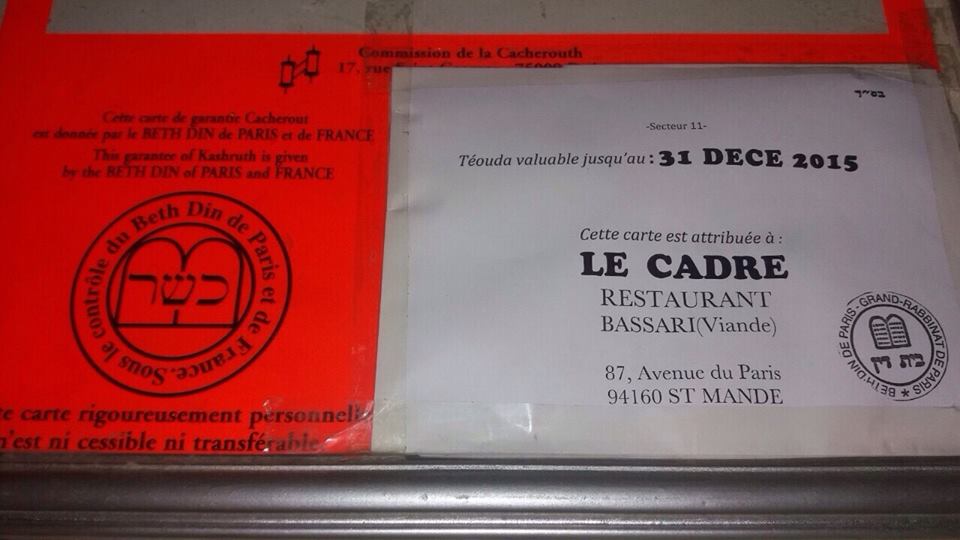 Commission de la Cacherouth
17, rue
Cette carte de garantie Cacherout
est donnée par le BETH DIN de PARIS et de FRANCE
This garantee of Kashruth is given
by the BETH DIN of PARIS and FRANCE
Sous le contrôle du Beth Din de Paris et de France.
כשר
te carte rigoureusement personnelle
n'est ni cessible ni transférable
בס״ד
-Secteur 11-
Téouda valuable jusqu'au : 31 DECE 2015
Cette carte est attribuée à :
LE CADRE
RESTAURANT
BASSARI(Viande)
87, Avenue du Paris
94160 ST MANDE
BETH DIN DE PARIS - GRAND-RABBINAT DE PARIS *
בית דין